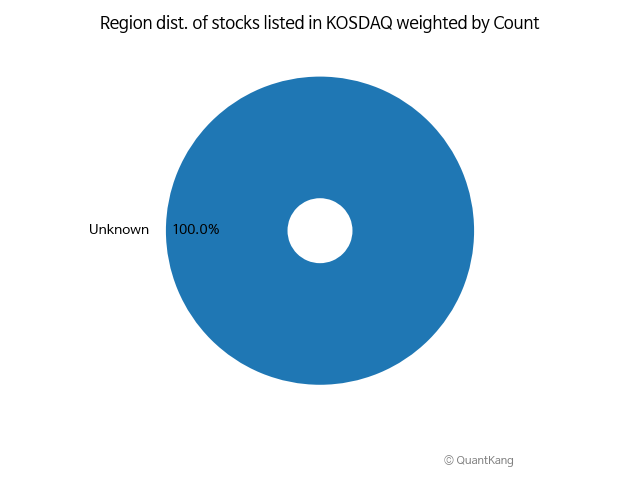 Region dist. of stocks listed in KOSDAQ weighted by Count
Unknown
100.0%
© QuantKang